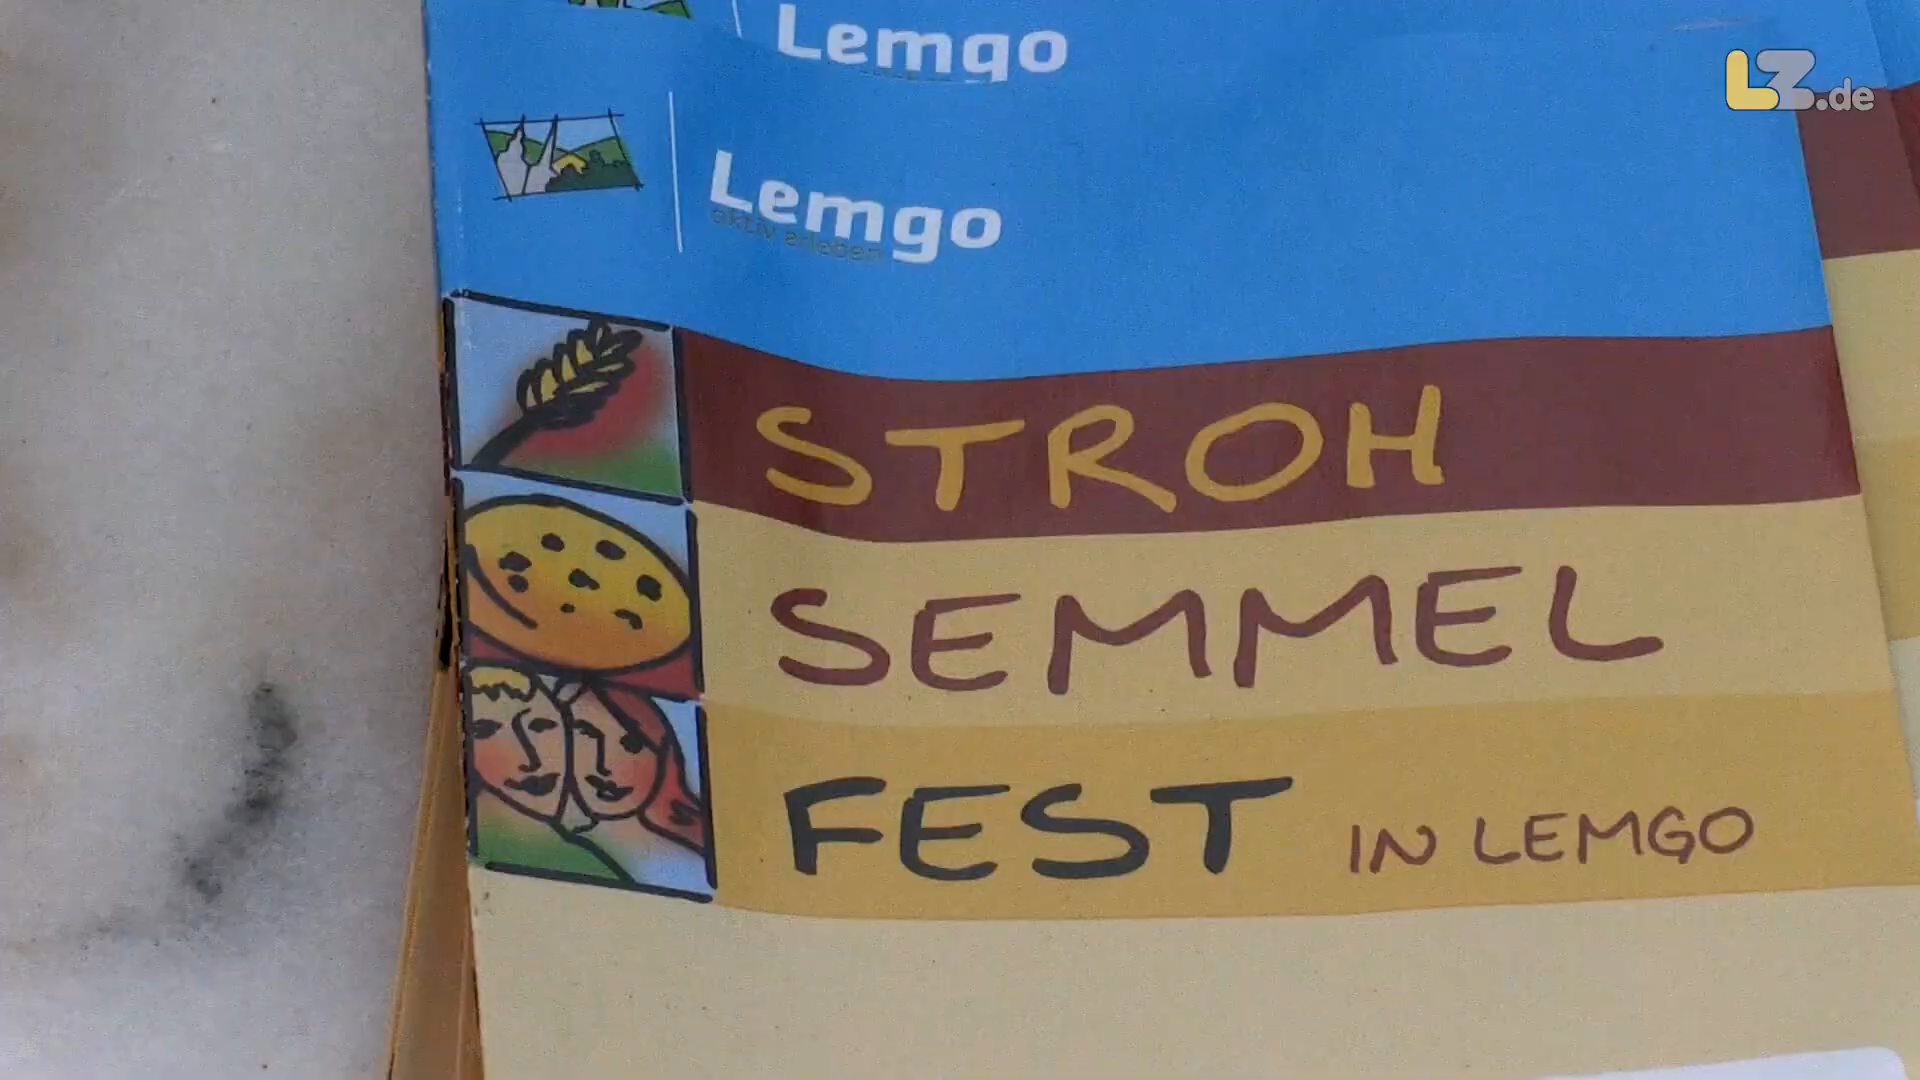 Lemgo
LZ.de
Lemgo
aktiv erleben
STROH
SEMMEL
FEST IN LEMGO